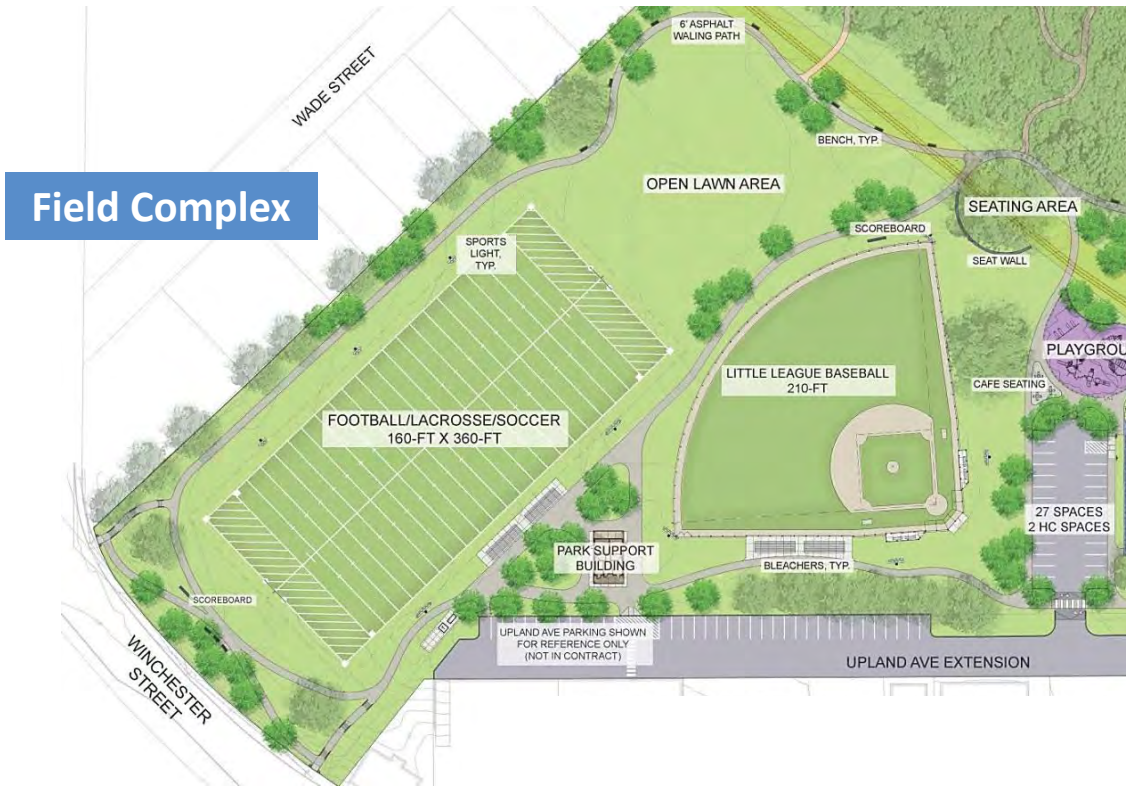 6' ASPHALT
WALING PATH
WADE STREET
BENCH, TYP.
Field Complex
OPEN LAWN AREA
SEATING AREA
SCOREBOARD
SPORTS
LIGHT,
TYP.
SEAT WALL
PLAYGROU
LITTLE LEAGUE BASEBALL
210-FT
CAFE SEATING
FOOTBALL/LACROSSE/SOCCER
160-FT X 360-FT
27 SPACES
2 HC SPACES
PARK SUPPORT
BUILDING
BLEACHERS, TYP.
SCOREBOARD
UPLAND AVE PARKING SHOWN
FOR REFERENCE ONLY
(NOT IN CONTRACT)
UPLAND AVE EXTENSION
WINCHESTER
STREET